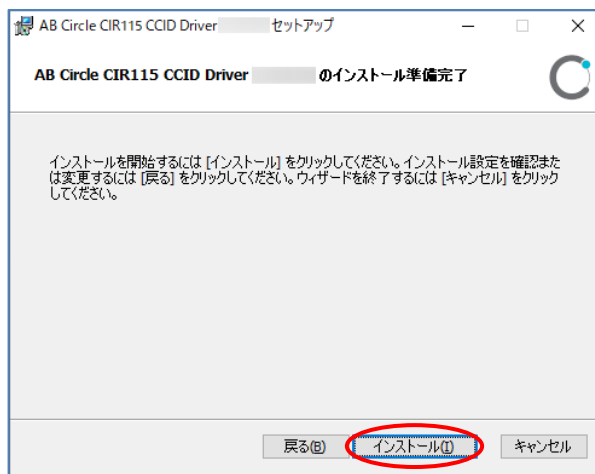 AB Circle CIR115 CCID Driver セットアップ
AB Circle CIR115 CCID Driver のインストール準備完了
インストールを開始するには [インストール] をクリックしてください。インストール設定を確認また
は変更するには [戻る] をクリックしてください。ウィザードを終了するには [キャンセル] をクリック
してください。
戻る(B) インストール(I) キャンセル